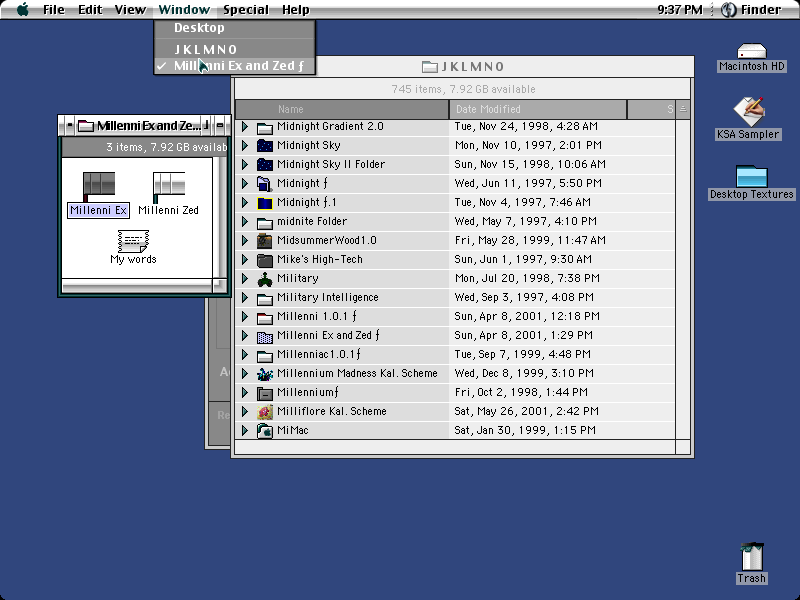 File Edit View Window Special Help 9:37 PM Finder
Desktop
J K L M N O
✓ Millenni Ex and Zed ƒ
J K L M N O
745 items, 7.92 GB available
Name Date Modified S
Midnight Gradient 2.0 Tue, Nov 24, 1998, 4:28 AM
Midnight Sky Mon, Nov 10, 1997, 2:01 PM
Midnight Sky II Folder Sun, Nov 15, 1998, 10:06 AM
Midnight ƒ Wed, Jun 11, 1997, 5:50 PM
Midnight ƒ.1 Tue, Nov 4, 1997, 7:46 AM
midnite Folder Wed, May 7, 1997, 4:10 PM
MidsummerWood1.0 Fri, May 28, 1999, 11:47 AM
Mike's High-Tech Sun, Jun 1, 1997, 9:30 AM
Military Mon, Jul 20, 1998, 7:38 PM
Military Intelligence Wed, Sep 3, 1997, 4:08 PM
Millenni 1.0.1 ƒ Sun, Apr 8, 2001, 12:18 PM
Millenni Ex and Zed ƒ Sun, Apr 8, 2001, 1:29 PM
Millenniac1.0.1ƒ Tue, Sep 7, 1999, 4:48 PM
Millennium Madness Kal. Scheme Wed, Dec 8, 1999, 3:10 PM
Millenniumƒ Fri, Oct 2, 1998, 1:44 PM
Milliflore Kal. Scheme Sat, May 26, 2001, 2:42 PM
MiMac Sat, Jan 30, 1999, 1:15 PM
Millenni Ex and Ze...
3 items, 7.92 GB availab
Millenni Ex Millenni Zed
My words
A
Re
Macintosh HD
KSA Sampler
Desktop Textures
Trash